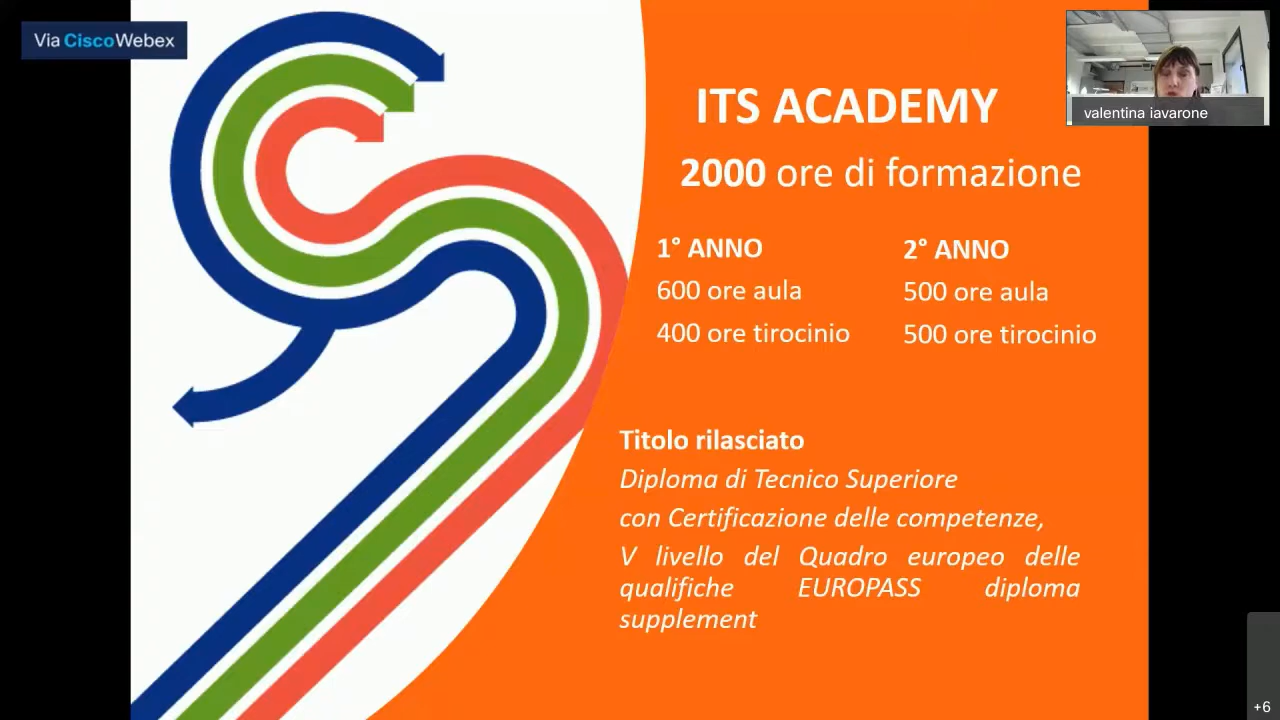 Via Cisco Webex
valentina iavarone
ITS ACADEMY
2000 ore di formazione
1° ANNO
600 ore aula
400 ore tirocinio
2° ANNO
500 ore aula
500 ore tirocinio
Titolo rilasciato
Diploma di Tecnico Superiore
con Certificazione delle competenze,
V livello del Quadro europeo delle
qualifiche EUROPASS diploma
supplement
+6